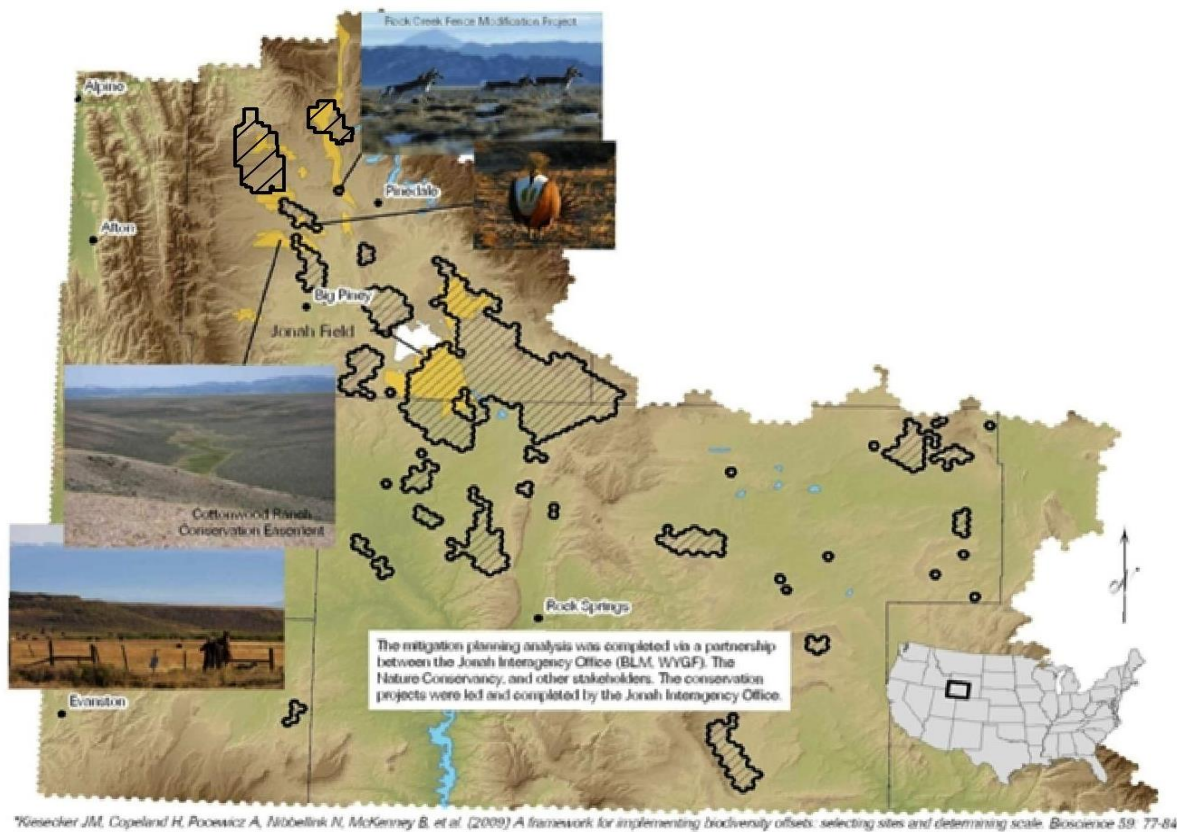 Rock Creek Fence Modification Project
Alpine
Pinedale
Afton
Big Piney
Jonah Field
Cottonwood Ranch
Conservation Easement
Rock Springs
The mitigation planning analysis was completed via a partnership
between the Jonah Interagency Office (BLM, WYGF). The
Nature Conservancy, and other stakeholders. The conservation
projects were led and completed by the Jonah Interagency Office.
Evanston
N
*Kiesecker JM, Copeland H, Pocewicz A, Nibbelink N, McKenney B, et al. (2009) A framework for implementing biodiversity offsets: selecting sites and determining scale. Bioscience 59: 77-84